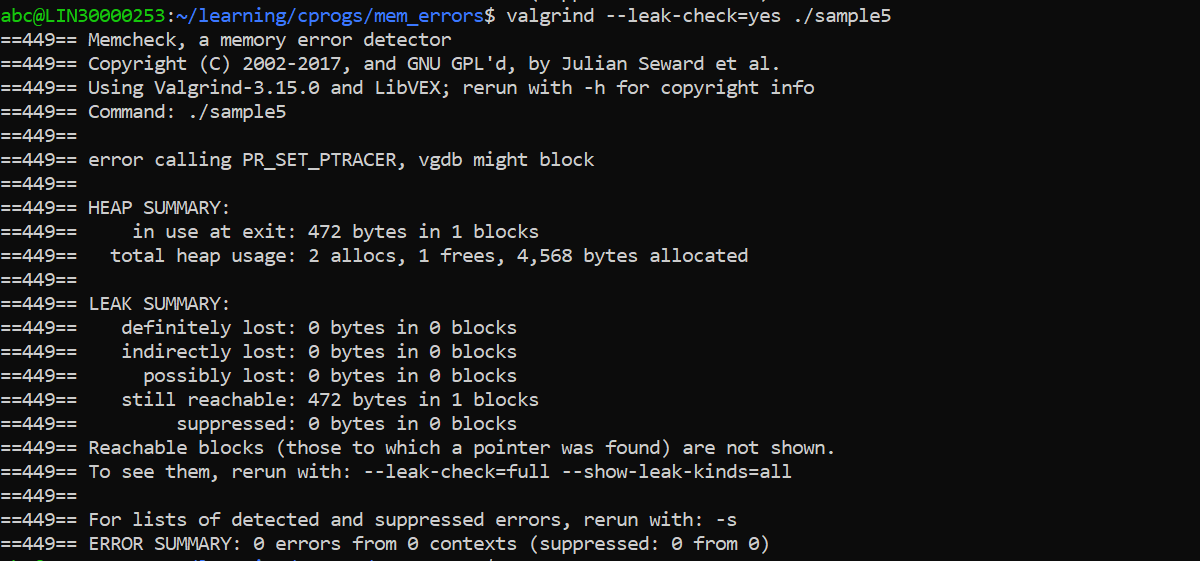 abc@LIN30000253:~/learning/cprogs/mem_errors$ valgrind --leak-check=yes ./sample5
==449== Memcheck, a memory error detector
==449== Copyright (C) 2002-2017, and GNU GPL'd, by Julian Seward et al.
==449== Using Valgrind-3.15.0 and LibVEX; rerun with -h for copyright info
==449== Command: ./sample5
==449==
==449== error calling PR_SET_PTRACER, vgdb might block
==449==
==449== HEAP SUMMARY:
==449==     in use at exit: 472 bytes in 1 blocks
==449==   total heap usage: 2 allocs, 1 frees, 4,568 bytes allocated
==449==
==449== LEAK SUMMARY:
==449==    definitely lost: 0 bytes in 0 blocks
==449==    indirectly lost: 0 bytes in 0 blocks
==449==      possibly lost: 0 bytes in 0 blocks
==449==    still reachable: 472 bytes in 1 blocks
==449==         suppressed: 0 bytes in 0 blocks
==449== Reachable blocks (those to which a pointer was found) are not shown.
==449== To see them, rerun with: --leak-check=full --show-leak-kinds=all
==449==
==449== For lists of detected and suppressed errors, rerun with: -s
==449== ERROR SUMMARY: 0 errors from 0 contexts (suppressed: 0 from 0)